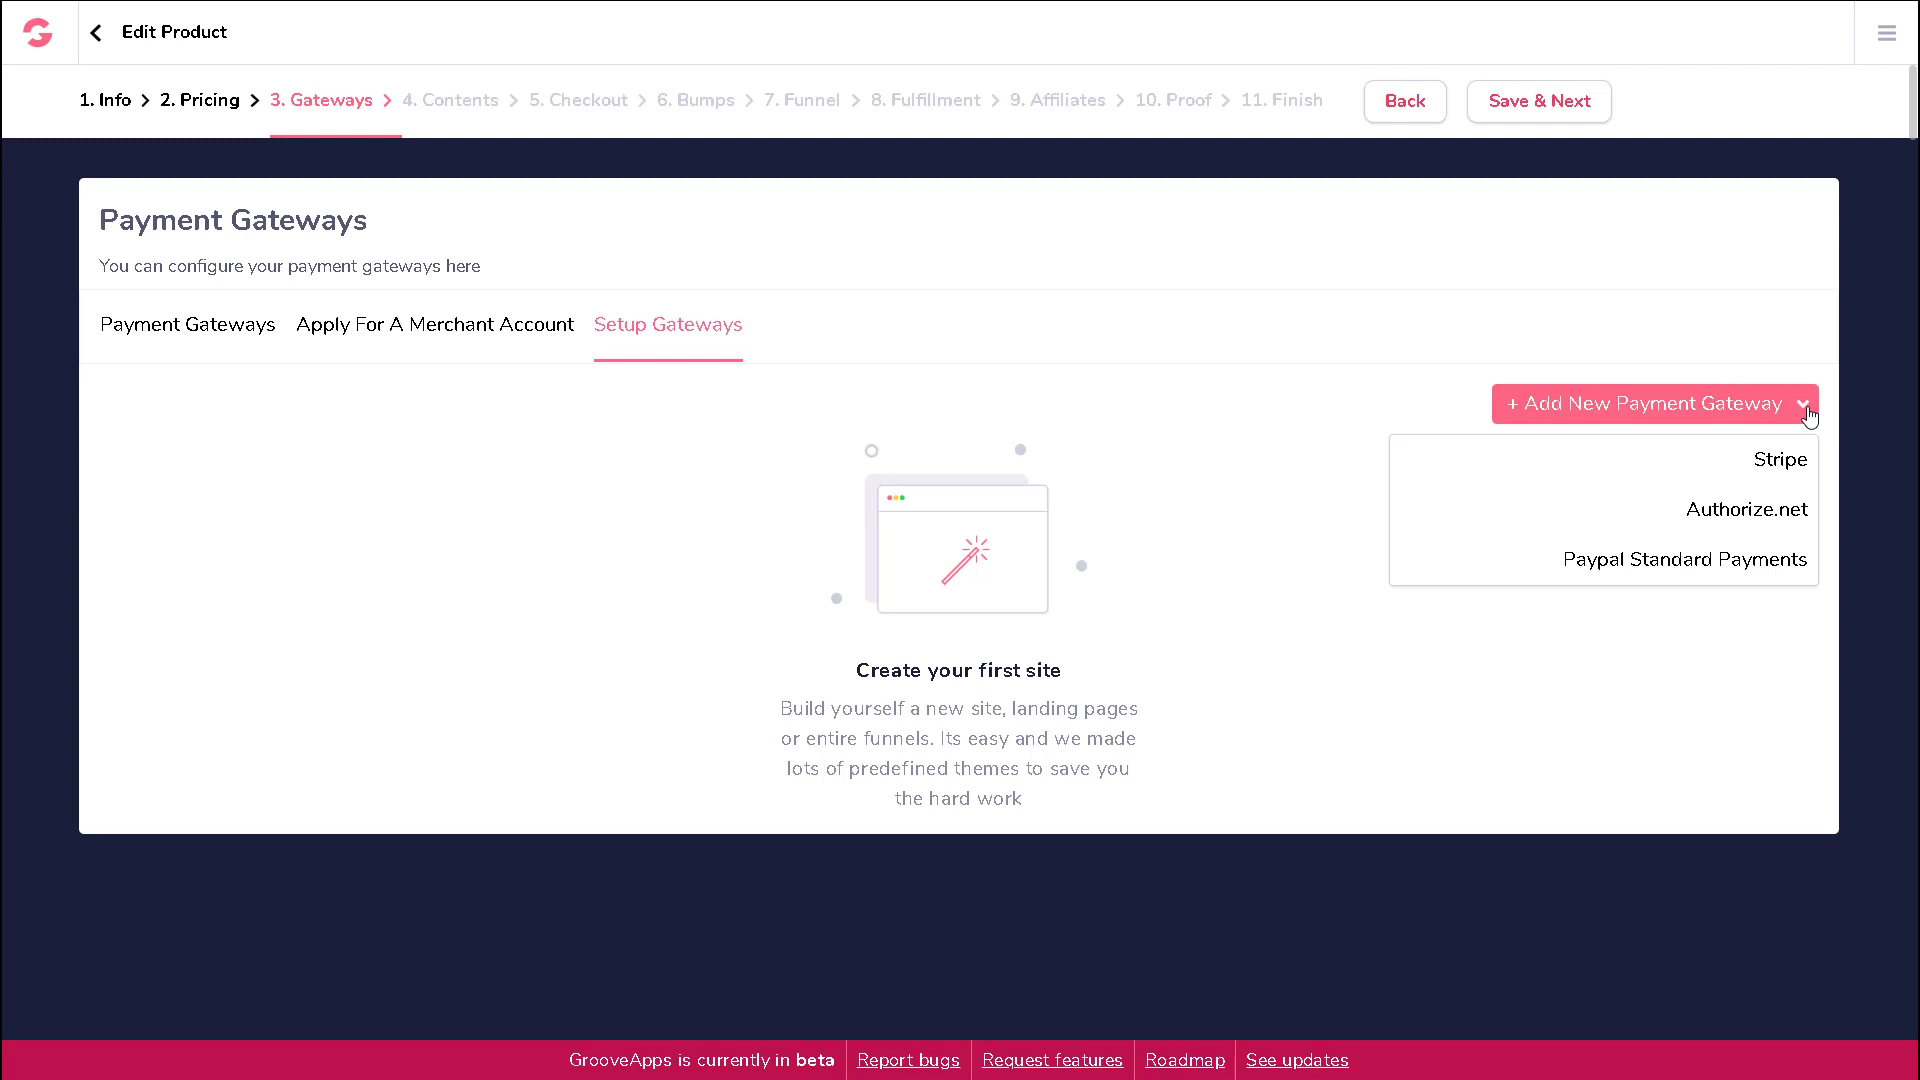 Edit Product
1. Info
2. Pricing
3. Gateways
4. Contents
5. Checkout
6. Bumps
7. Funnel
8. Fulfillment
9. Affiliates
10. Proof
11. Finish
Back
Save & Next
Payment Gateways
You can configure your payment gateways here
Payment Gateways
Apply For A Merchant Account
Setup Gateways
+ Add New Payment Gateway
Stripe
Authorize.net
Paypal Standard Payments
Create your first site
Build yourself a new site, landing pages
or entire funnels. Its easy and we made
lots of predefined themes to save you
the hard work
GrooveApps is currently in beta
Report bugs
Request features
Roadmap
See updates